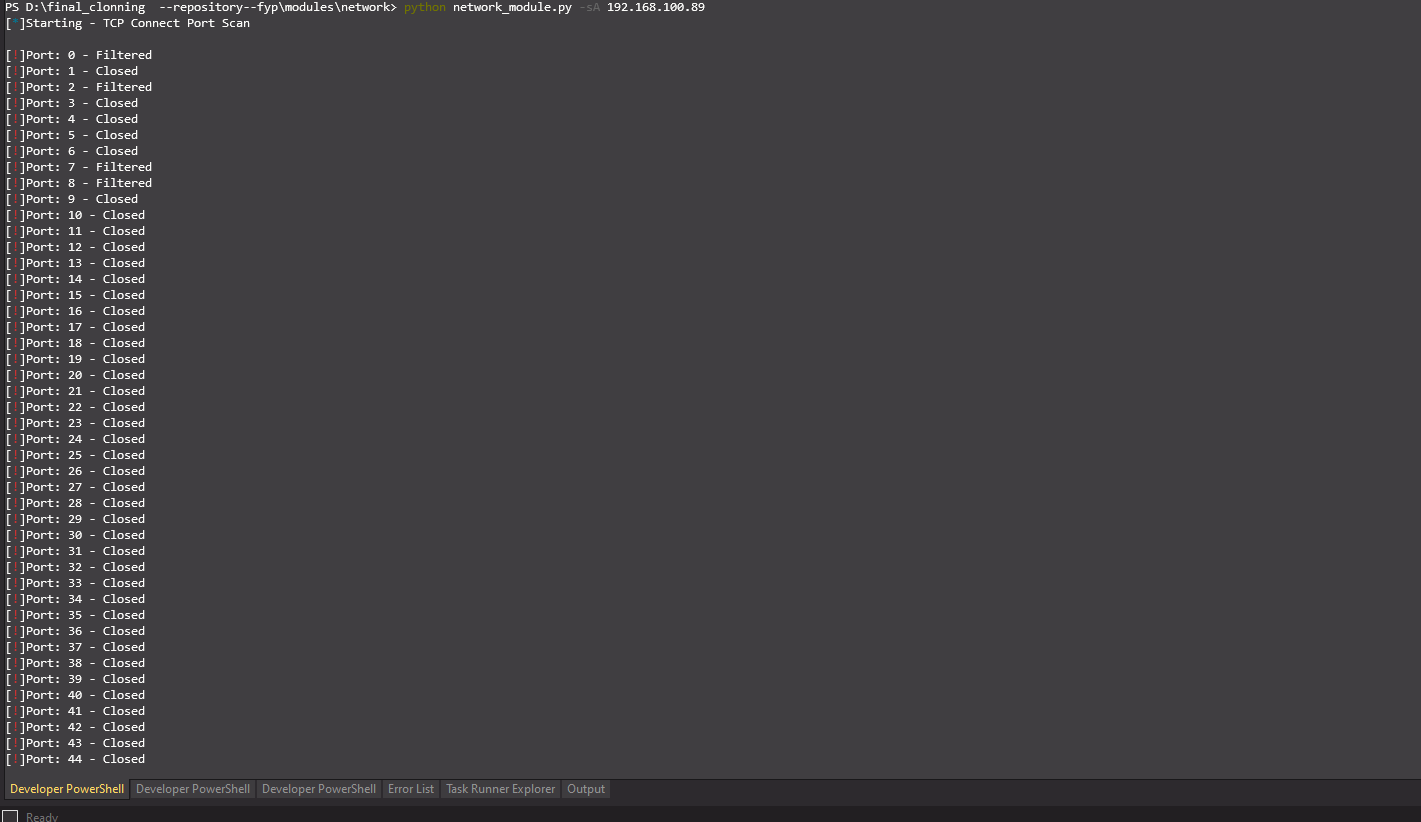 PS D:\final_clonning  --repository--fyp\modules\network> python network_module.py -sA 192.168.100.89
[*]Starting - TCP Connect Port Scan
[!]Port: 0 - Filtered
[!]Port: 1 - Closed
[!]Port: 2 - Filtered
[!]Port: 3 - Closed
[!]Port: 4 - Closed
[!]Port: 5 - Closed
[!]Port: 6 - Closed
[!]Port: 7 - Filtered
[!]Port: 8 - Filtered
[!]Port: 9 - Closed
[!]Port: 10 - Closed
[!]Port: 11 - Closed
[!]Port: 12 - Closed
[!]Port: 13 - Closed
[!]Port: 14 - Closed
[!]Port: 15 - Closed
[!]Port: 16 - Closed
[!]Port: 17 - Closed
[!]Port: 18 - Closed
[!]Port: 19 - Closed
[!]Port: 20 - Closed
[!]Port: 21 - Closed
[!]Port: 22 - Closed
[!]Port: 23 - Closed
[!]Port: 24 - Closed
[!]Port: 25 - Closed
[!]Port: 26 - Closed
[!]Port: 27 - Closed
[!]Port: 28 - Closed
[!]Port: 29 - Closed
[!]Port: 30 - Closed
[!]Port: 31 - Closed
[!]Port: 32 - Closed
[!]Port: 33 - Closed
[!]Port: 34 - Closed
[!]Port: 35 - Closed
[!]Port: 36 - Closed
[!]Port: 37 - Closed
[!]Port: 38 - Closed
[!]Port: 39 - Closed
[!]Port: 40 - Closed
[!]Port: 41 - Closed
[!]Port: 42 - Closed
[!]Port: 43 - Closed
[!]Port: 44 - Closed
Developer PowerShell Developer PowerShell Developer PowerShell Error List Task Runner Explorer Output
Ready